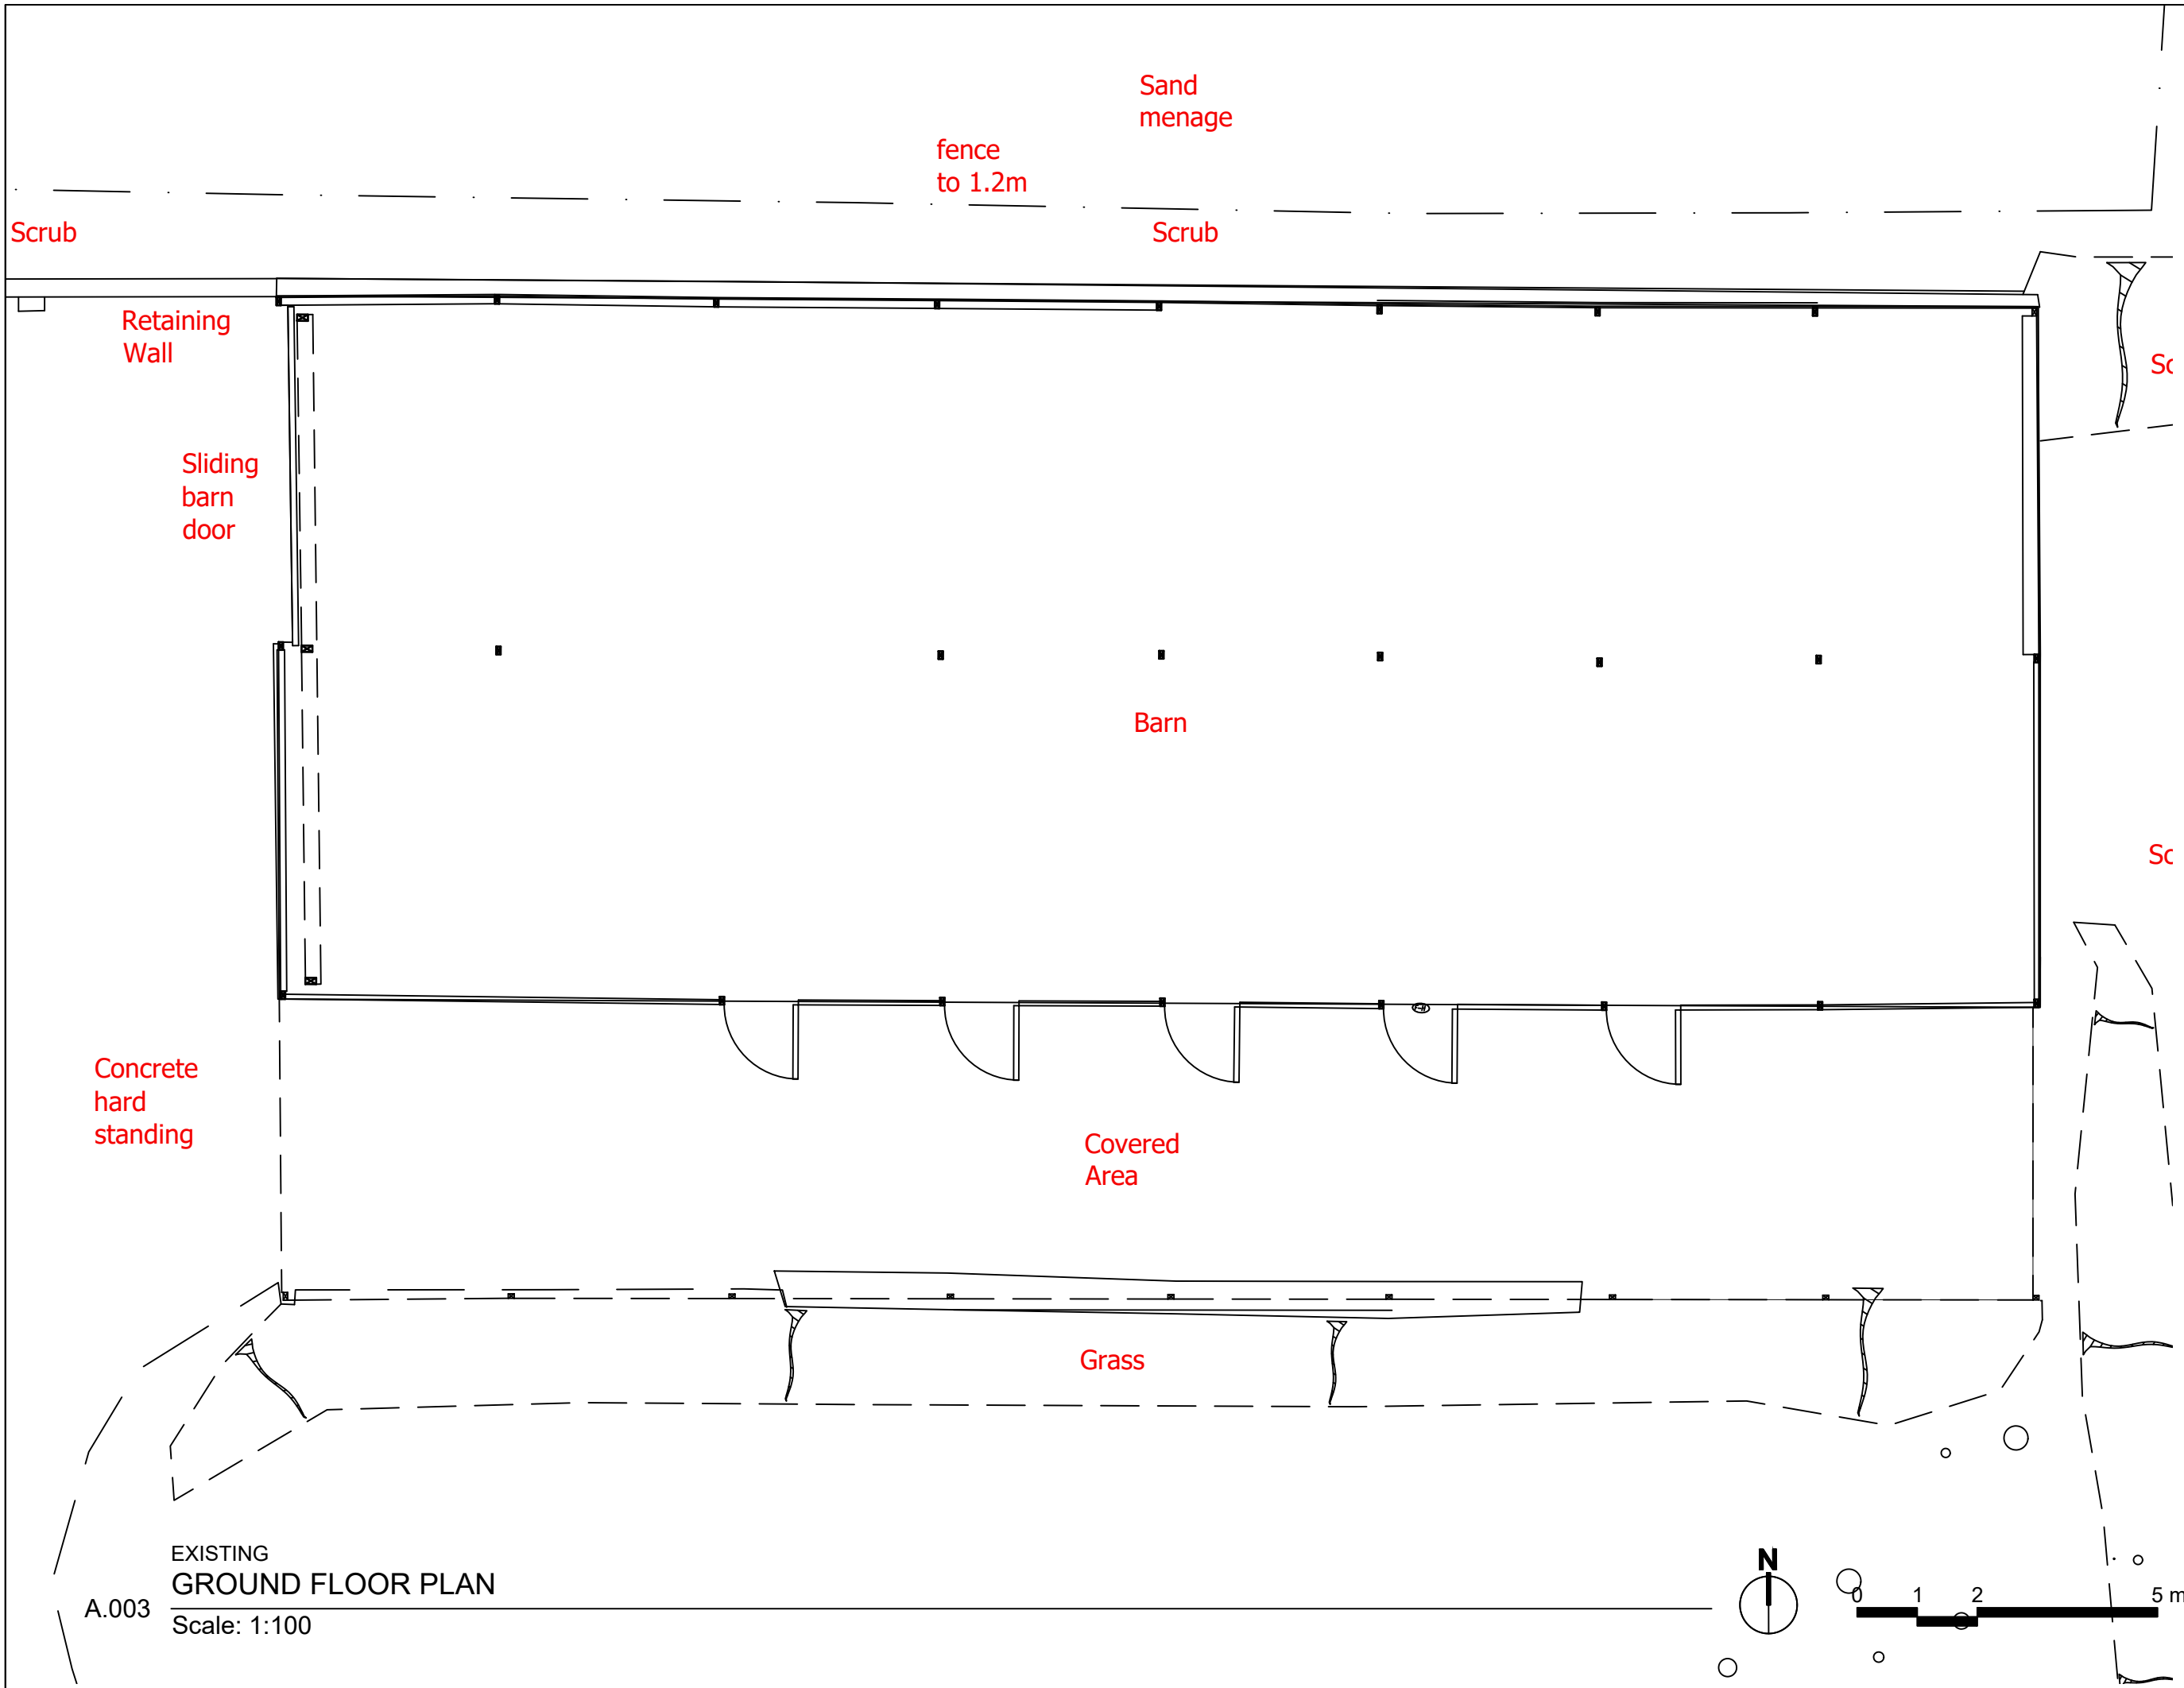 Sand
menage
fence
to 1.2m
Scrub
Scrub
Retaining
Wall
Sliding
barn
door
Barn
Concrete
hard
standing
Covered
Area
Grass
EXISTING
GROUND FLOOR PLAN
A.003
Scale: 1:100
N
0 1 2 5 m